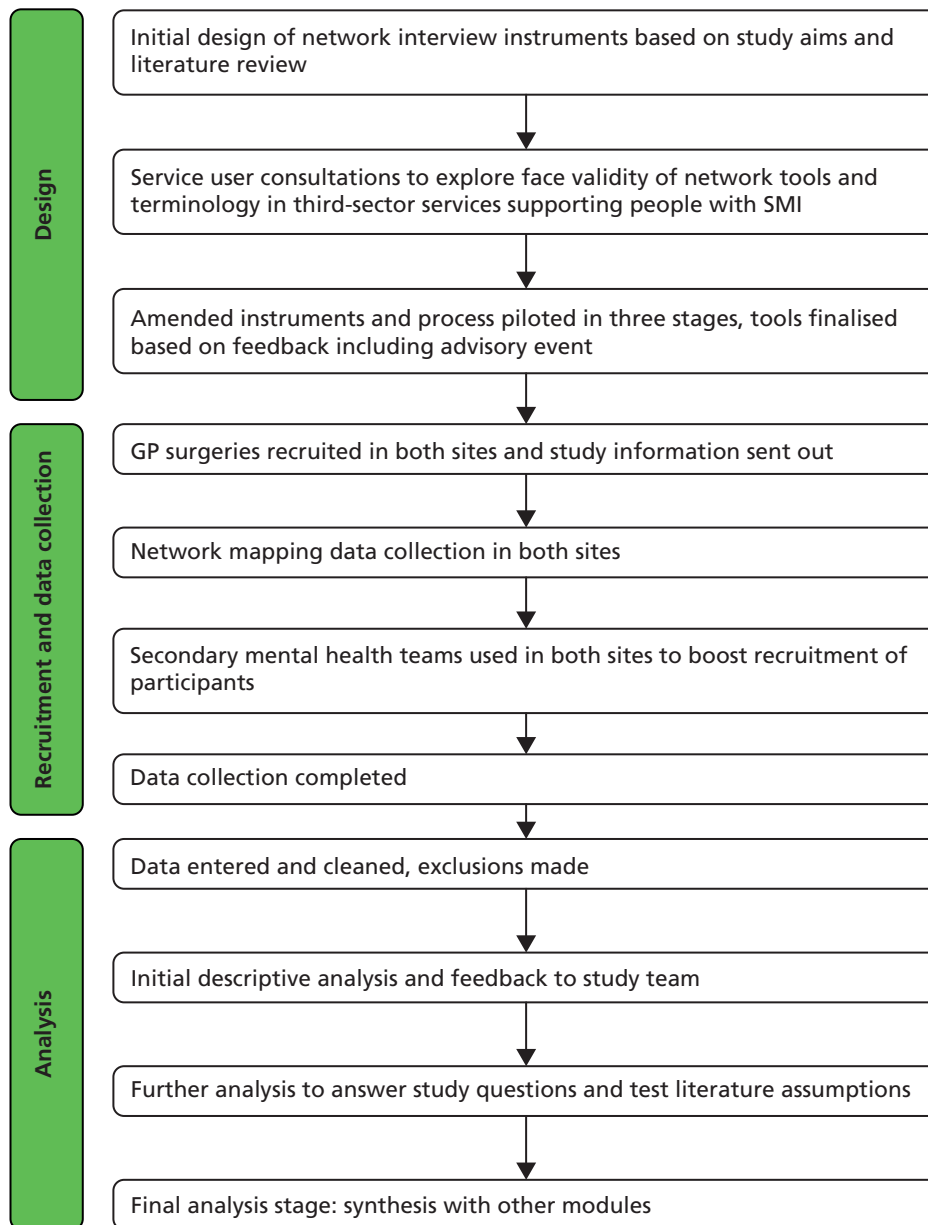 Design
Initial design of network interview instruments based on study aims and
literature review
Service user consultations to explore face validity of network tools and
terminology in third-sector services supporting people with SMI
Amended instruments and process piloted in three stages, tools finalised
based on feedback including advisory event
Recruitment and data collection
GP surgeries recruited in both sites and study information sent out
Network mapping data collection in both sites
Secondary mental health teams used in both sites to boost recruitment of
participants
Data collection completed
Analysis
Data entered and cleaned, exclusions made
Initial descriptive analysis and feedback to study team
Further analysis to answer study questions and test literature assumptions
Final analysis stage: synthesis with other modules